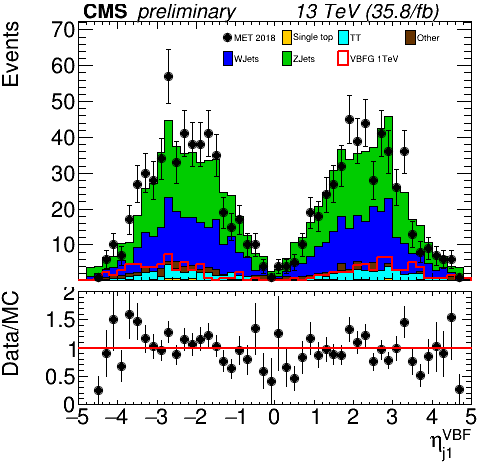 CMS preliminary 13 TeV (35.8/fb)
Events
70
60
50
40
30
20
10
MET 2018 Single top TT Other
WJets ZJets VBFG 1TeV
Data/MC
2
1.5
1
0.5
0
−5 −4 −3 −2 −1 0 1 2 3 4 5
η_{j1}^{VBF}